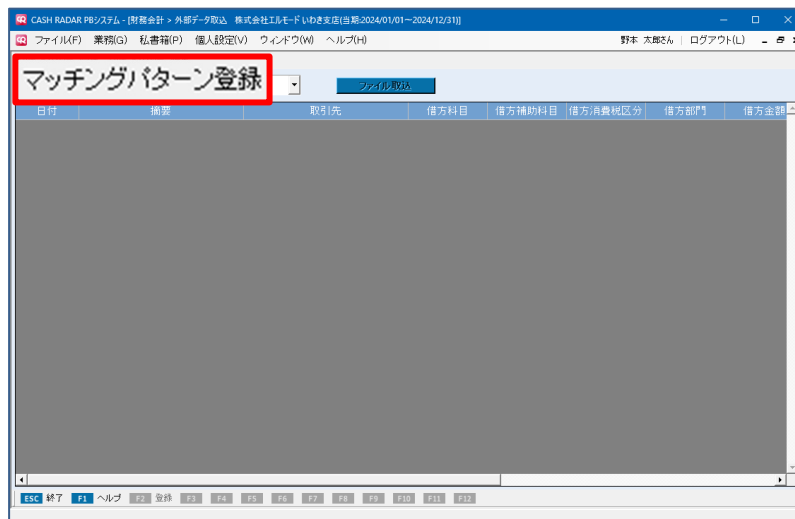 CASH RADAR PBシステム - [財務会計 > 外部データ取込 株式会社エルモード いわき支店(当期:2024/01/01～2024/12/31)]
ファイル(F) 業務(G) 私書箱(P) 個人設定(V) ウィンドウ(W) ヘルプ(H) 野本 太郎さん | ログアウト(L)
マッチングパターン登録 ファイル取込
日付 摘要 取引先 借方科目 借方補助科目 借方消費税区分 借方部門 借方金額
ESC 終了 F1 ヘルプ F2 登録 F3 F4 F5 F6 F7 F8 F9 F10 F11 F12